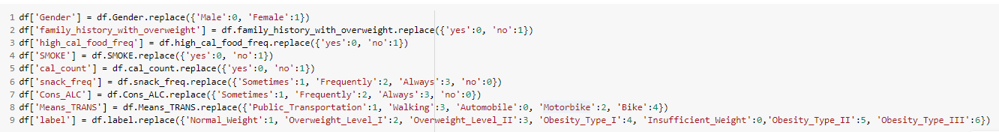 1 df['Gender'] = df.Gender.replace({'Male':0, 'Female':1})
2 df['family_history_with_overweight'] = df.family_history_with_overweight.replace({'yes':0, 'no':1})
3 df['high_cal_food_freq'] = df.high_cal_food_freq.replace({'yes':0, 'no':1})
4 df['SMOKE'] = df.SMOKE.replace({'yes':0, 'no':1})
5 df['cal_count'] = df.cal_count.replace({'yes':0, 'no':1})
6 df['snack_freq'] = df.snack_freq.replace({'Sometimes':1, 'Frequently':2, 'Always':3, 'no':0})
7 df['Cons_ALC'] = df.Cons_ALC.replace({'Sometimes':1, 'Frequently':2, 'Always':3, 'no':0})
8 df['Means_TRANS'] = df.Means_TRANS.replace({'Public_Transportation':1, 'Walking':3, 'Automobile':0, 'Motorbike':2, 'Bike':4})
9 df['label'] = df.label.replace({'Normal_Weight':1, 'Overweight_Level_I':2, 'Overweight_Level_II':3, 'Obesity_Type_I':4, 'Insufficient_Weight':0,'Obesity_Type_II':5, 'Obesity_Type_III':6})